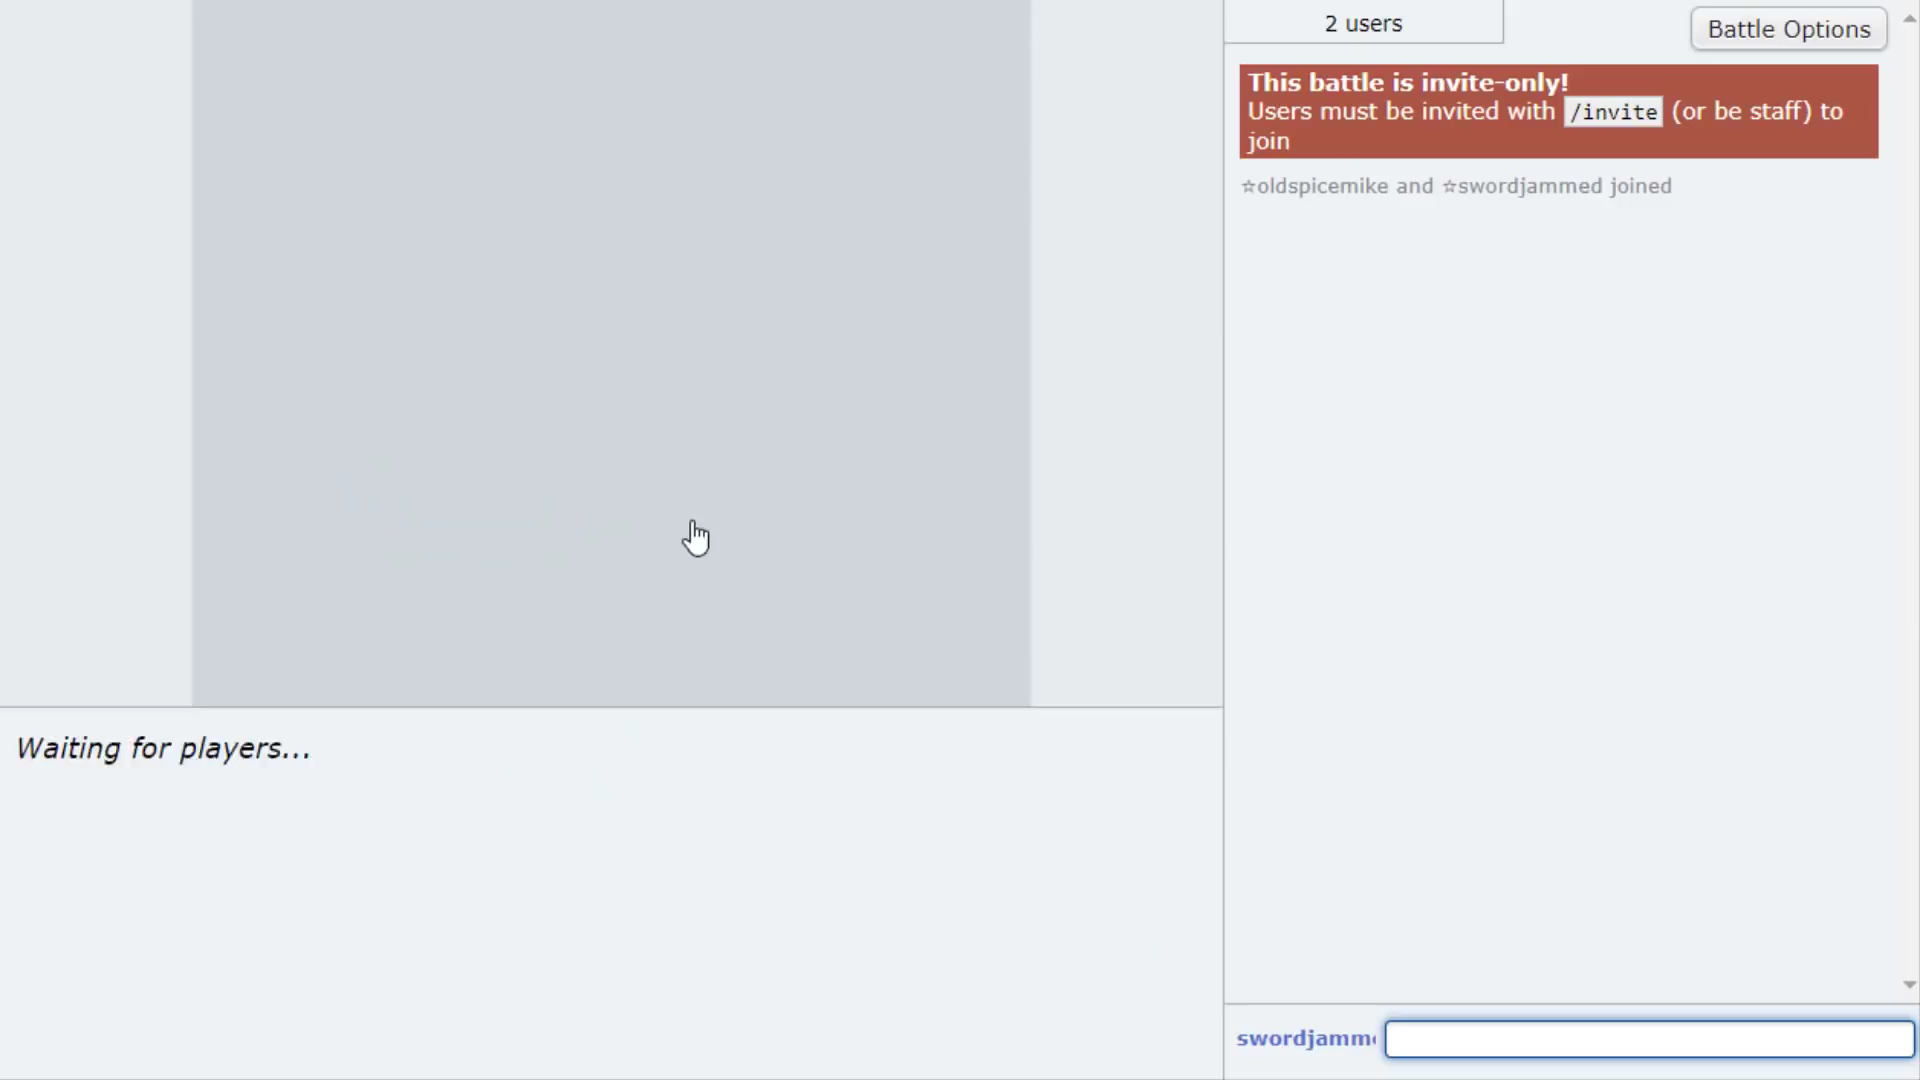 2 users
Battle Options
This battle is invite-only!
Users must be invited with /invite (or be staff) to
join
☆oldspicemike and ☆swordjammed joined
Waiting for players...
swordjamme